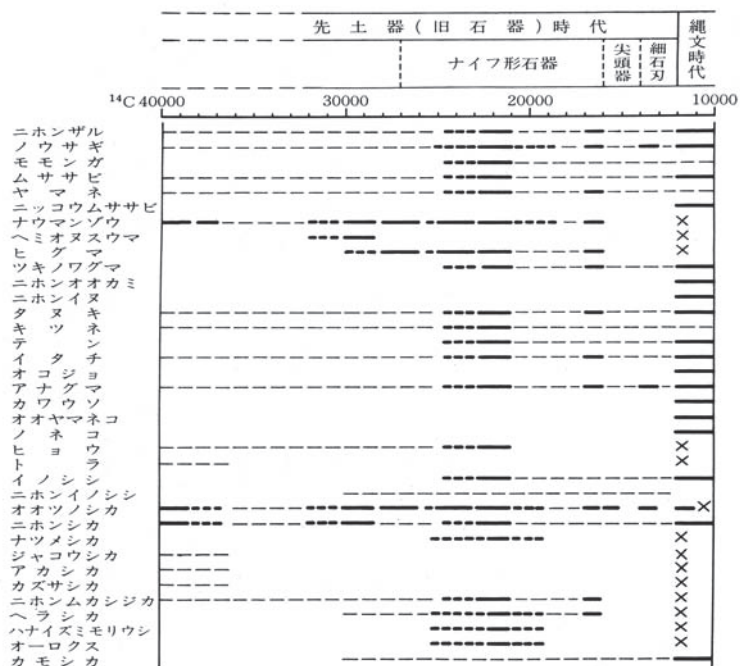 先土器(旧石器)時代
縄文時代
ナイフ形石器
尖頭器
細石刃
¹⁴C 40000 30000 20000 10000
ニホンザル
ノウサギ
モモンガ
ムササビ
ヤマネ
ニッコウムササビ
ナウマンゾウ ×
ヘミオヌスウマ ×
ヒグマ ×
ツキノワグマ
ニホンオオカミ
ニホンイヌ
タヌキ
キツネ
テン
イタチ
オコジョ
アナグマ
カワウソ
オオヤマネコ
ノネコ
ヒョウ ×
トラ ×
イノシシ
ニホンイノシシ
オオツノシカ ×
ニホンシカ
ナツメシカ ×
ジャコウシカ ×
アカシカ ×
カズサシカ ×
ニホンムカシジカ ×
ヘラシカ ×
ハナイズミモリウシ ×
オーロクス ×
カモシカ